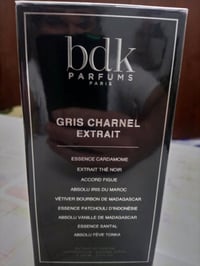 bdk
PARFUMS
PARIS
GRIS CHARNEL
EXTRAIT
ESSENCE CARDAMOME
EXTRAIT THÉ NOIR
ACCORD FIGUE
ABSOLU IRIS DU MAROC
VÉTIVER BOURBON DE MADAGASCAR
ESSENCE PATCHOULI D'INDONÉSIE
ABSOLU VANILLE DE MADAGASCAR
ESSENCE SANTAL
ABSOLU FÈVE TONKA